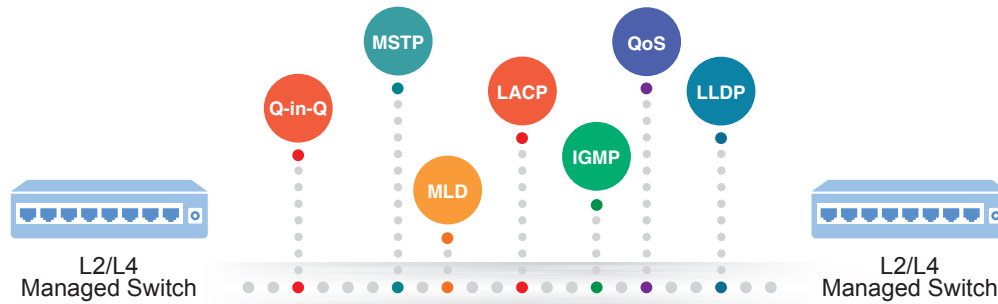 MSTP
QoS
Q-in-Q
LACP
LLDP
IGMP
MLD
L2/L4
Managed Switch
L2/L4
Managed Switch